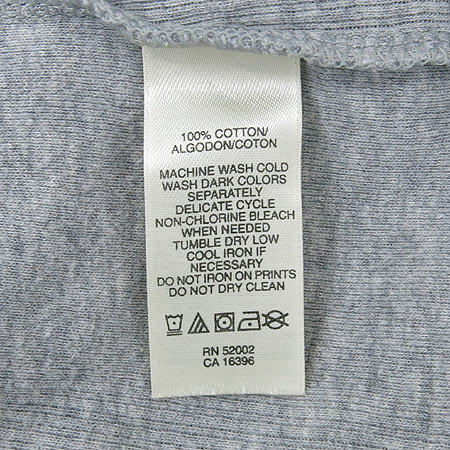 100% COTTON/
ALGODON/COTON
MACHINE WASH COLD
WASH DARK COLORS
SEPARATELY
DELICATE CYCLE
NON-CHLORINE BLEACH
WHEN NEEDED
TUMBLE DRY LOW
COOL IRON IF
NECESSARY
DO NOT IRON ON PRINTS
DO NOT DRY CLEAN
RN 52002
CA 16396